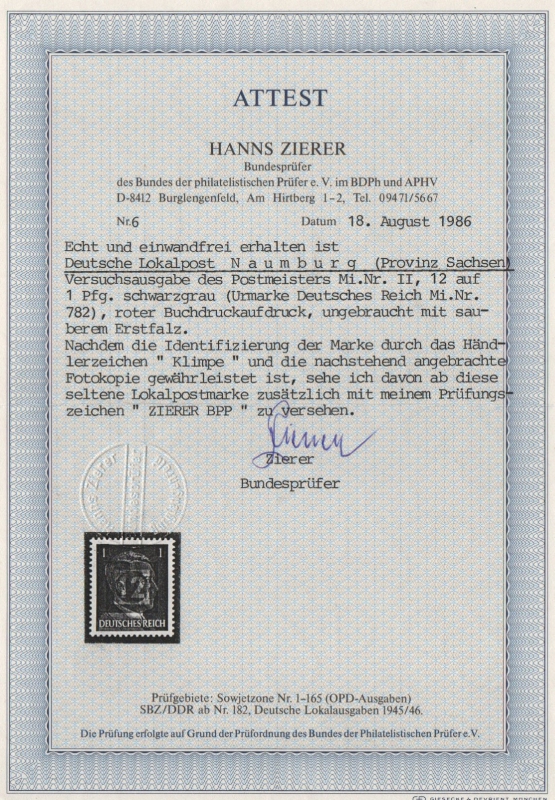 ATTEST
HANNS ZIERER
Bundesprüfer
des Bundes der philatelistischen Prüfer e. V. im BDPh und APHV
D-8412 Burglengenfeld, Am Hirtberg 1-2, Tel. 09471/5667
Nr.6 Datum 18. August 1986
Echt und einwandfrei erhalten ist
Deutsche Lokalpost N a u m b u r g (Provinz Sachsen)
Versuchsausgabe des Postmeisters Mi.Nr. II, 12 auf
1 Pfg. schwarzgrau (Urmarke Deutsches Reich Mi.Nr.
782), roter Buchdruckaufdruck, ungebraucht mit sau-
berem Erstfalz.
Nachdem die Identifizierung der Marke durch das Händ-
lerzeichen " Klimpe " und die nachstehend angebrachte
Fotokopie gewährleistet ist, sehe ich davon ab diese
seltene Lokalpostmarke zusätzlich mit meinem Prüfungs-
zeichen " ZIERER BPP " zu versehen.
Zierer
Zierer
Bundesprüfer
1 1
12
DEUTSCHES REICH
Prüfgebiete: Sowjetzone Nr. 1-165 (OPD-Ausgaben)
SBZ/DDR ab Nr. 182, Deutsche Lokalausgaben 1945/46.
Die Prüfung erfolgte auf Grund der Prüfordnung des Bundes der Philatelistischen Prüfer e.V.
GIESECKE & DEVRIENT MÜNCHEN